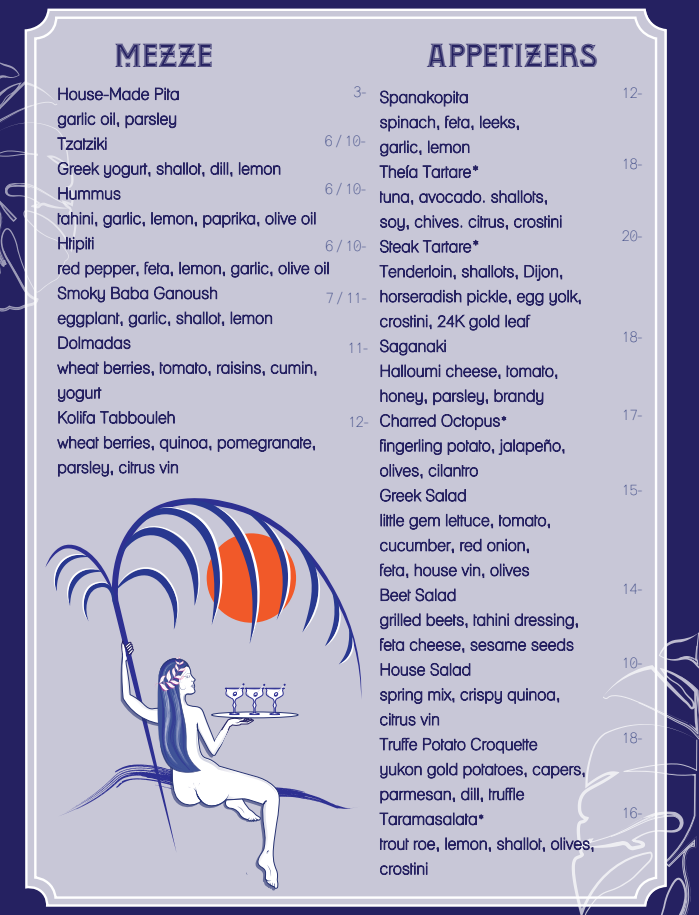 MEZZE
House-Made Pita 3-
garlic oil, parsley
Tzatziki 6 / 10-
Greek yogurt, shallot, dill, lemon
Hummus 6 / 10-
tahini, garlic, lemon, paprika, olive oil
Htipiti 6 / 10-
red pepper, feta, lemon, garlic, olive oil
Smoky Baba Ganoush 7 / 11-
eggplant, garlic, shallot, lemon
Dolmadas 11-
wheat berries, tomato, raisins, cumin,
yogurt
Kolifa Tabbouleh 12-
wheat berries, quinoa, pomegranate,
parsley, citrus vin
APPETIZERS
Spanakopita 12-
spinach, feta, leeks,
garlic, lemon
Theía Tartare* 18-
tuna, avocado. shallots,
soy, chives. citrus, crostini
Steak Tartare* 20-
Tenderloin, shallots, Dijon,
horseradish pickle, egg yolk,
crostini, 24K gold leaf
Saganaki 18-
Halloumi cheese, tomato,
honey, parsley, brandy
Charred Octopus* 17-
fingerling potato, jalapeño,
olives, cilantro
Greek Salad 15-
little gem lettuce, tomato,
cucumber, red onion,
feta, house vin, olives
Beet Salad 14-
grilled beets, tahini dressing,
feta cheese, sesame seeds
House Salad 10-
spring mix, crispy quinoa,
citrus vin
Truffe Potato Croquette 18-
yukon gold potatoes, capers,
parmesan, dill, truffle
Taramasalata* 16-
trout roe, lemon, shallot, olives,
crostini